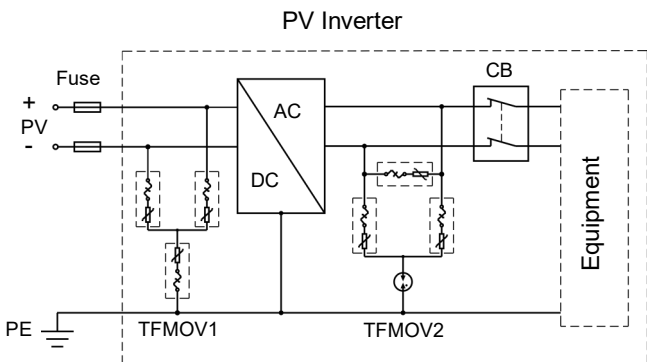 PV Inverter
Fuse
CB
+
PV
-
AC
DC
Equipment
PE
TFMOV1
TFMOV2